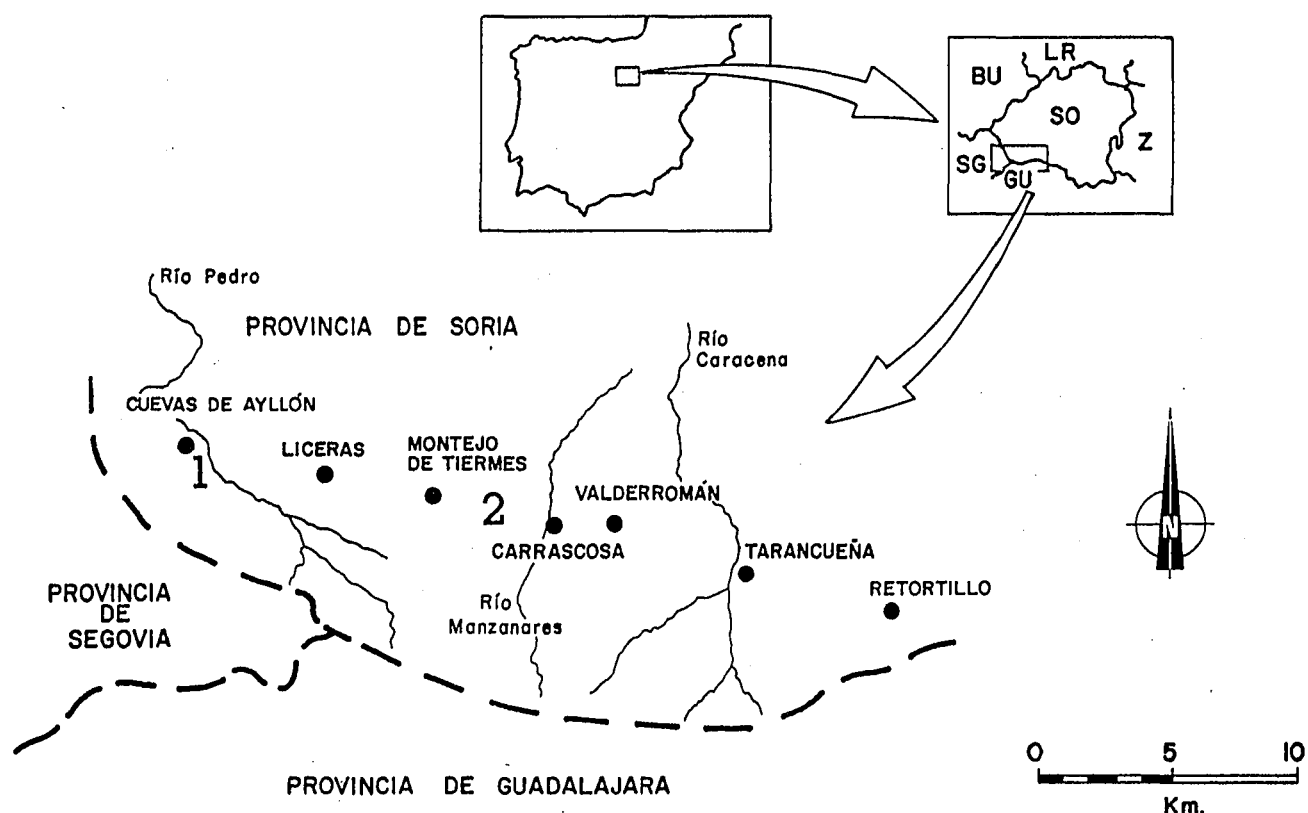 LR
BU
SO
Z
SG
GU
Río Pedro
PROVINCIA DE SORIA
Río
Caracena
CUEVAS DE AYLLÓN
1
LICERAS
MONTEJO
DE TIERMES
2
VALDERROMÁN
CARRASCOSA
TARANCUEÑA
RETORTILLO
N
PROVINCIA
DE
SEGOVIA
Río
Manzanares
PROVINCIA DE GUADALAJARA
0 5 10
Km.